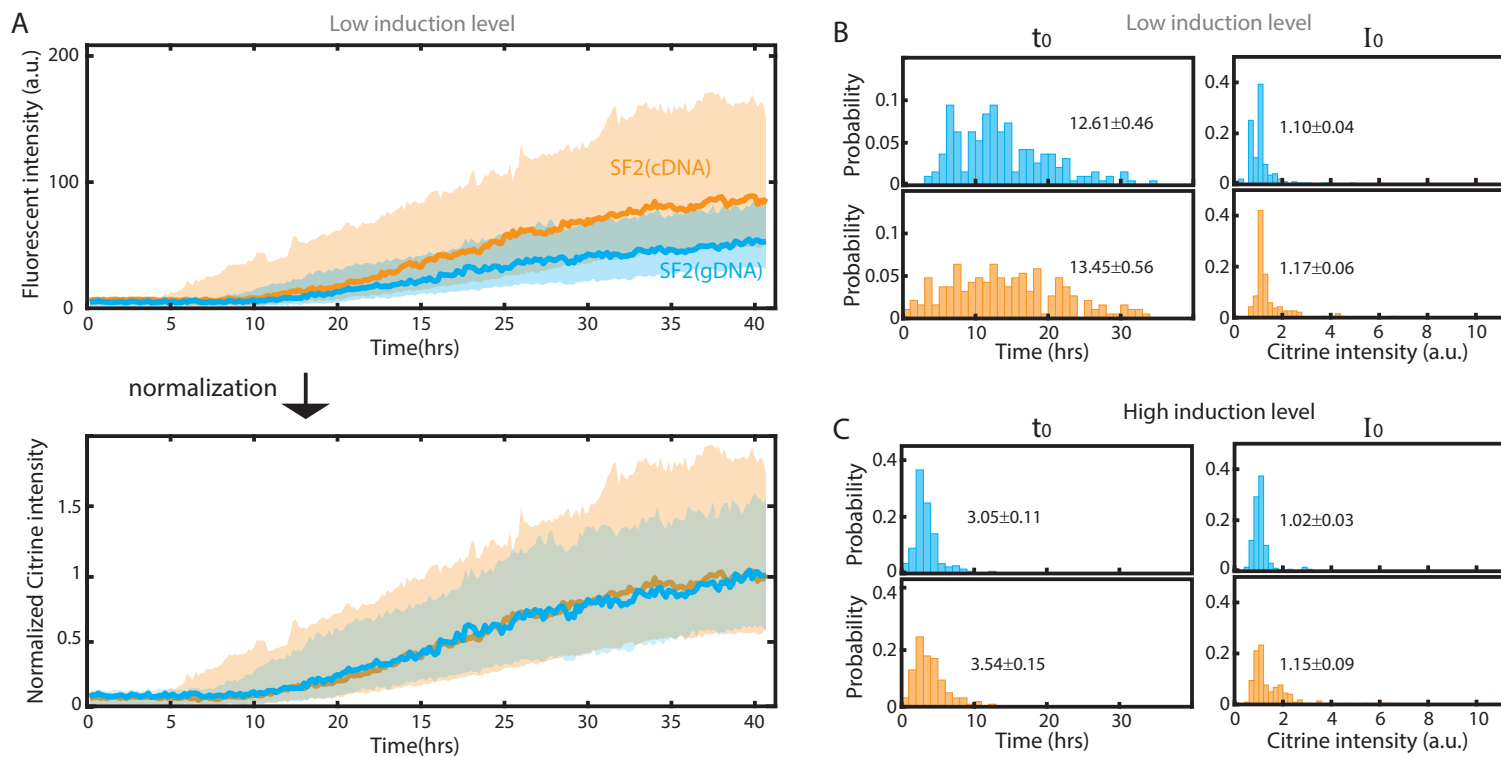 A
Low induction level
200
100
0
Fluorescent intensity (a.u.)
SF2(cDNA)
SF2(gDNA)
0 5 10 20 15 25 30 35 40
Time(hrs)
normalization
1.5
1
0.5
0
Normalized Citrine intensity
0 5 10 20 15 25 30 35 40
Time(hrs)
B
Low induction level
t0
I0
Probability
0.1
0.05
0
12.61±0.46
0.4
0.2
0
1.10±0.04
Probability
0.1
0.05
0
13.45±0.56
0.4
0.2
0
1.17±0.06
0 10 20 30
Time (hrs)
0 2 4 6 8 10
Citrine intensity (a.u.)
High induction level
C
t0
I0
Probability
0.4
0.2
0
3.05±0.11
0.4
0.2
0
1.02±0.03
Probability
0.4
0.2
0
3.54±0.15
0.4
0.2
0
1.15±0.09
0 10 20 30
Time (hrs)
0 2 4 6 8 10
Citrine intensity (a.u.)